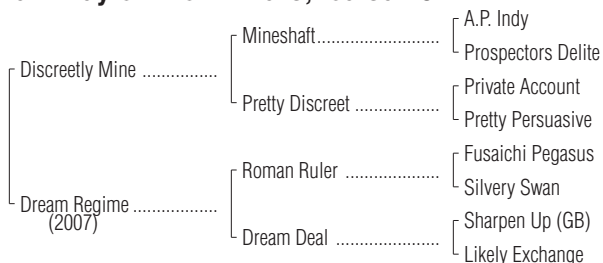 A.P. Indy
Mineshaft....................
Prospectors Delite
Discreetly Mine ................
Private Account
Pretty Discreet ..................
Pretty Persuasive
Fusaichi Pegasus
Roman Ruler ....................
Silvery Swan
Dream Regime ..................
(2007)
Sharpen Up (GB)
Dream Deal ......................
Likely Exchange